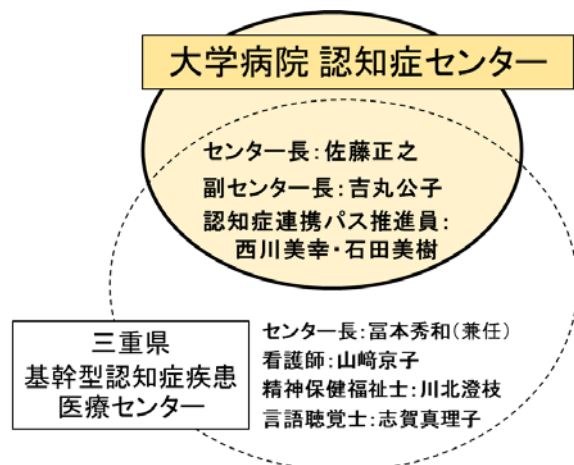 大学病院 認知症センター
センター長：佐藤正之
副センター長：吉丸公子
認知症連携パス推進員：
西川美幸・石田美樹
三重県
基幹型認知症疾患
医療センター
センター長：冨本秀和（兼任）
看護師：山﨑京子
精神保健福祉士：川北澄枝
言語聴覚士：志賀真理子